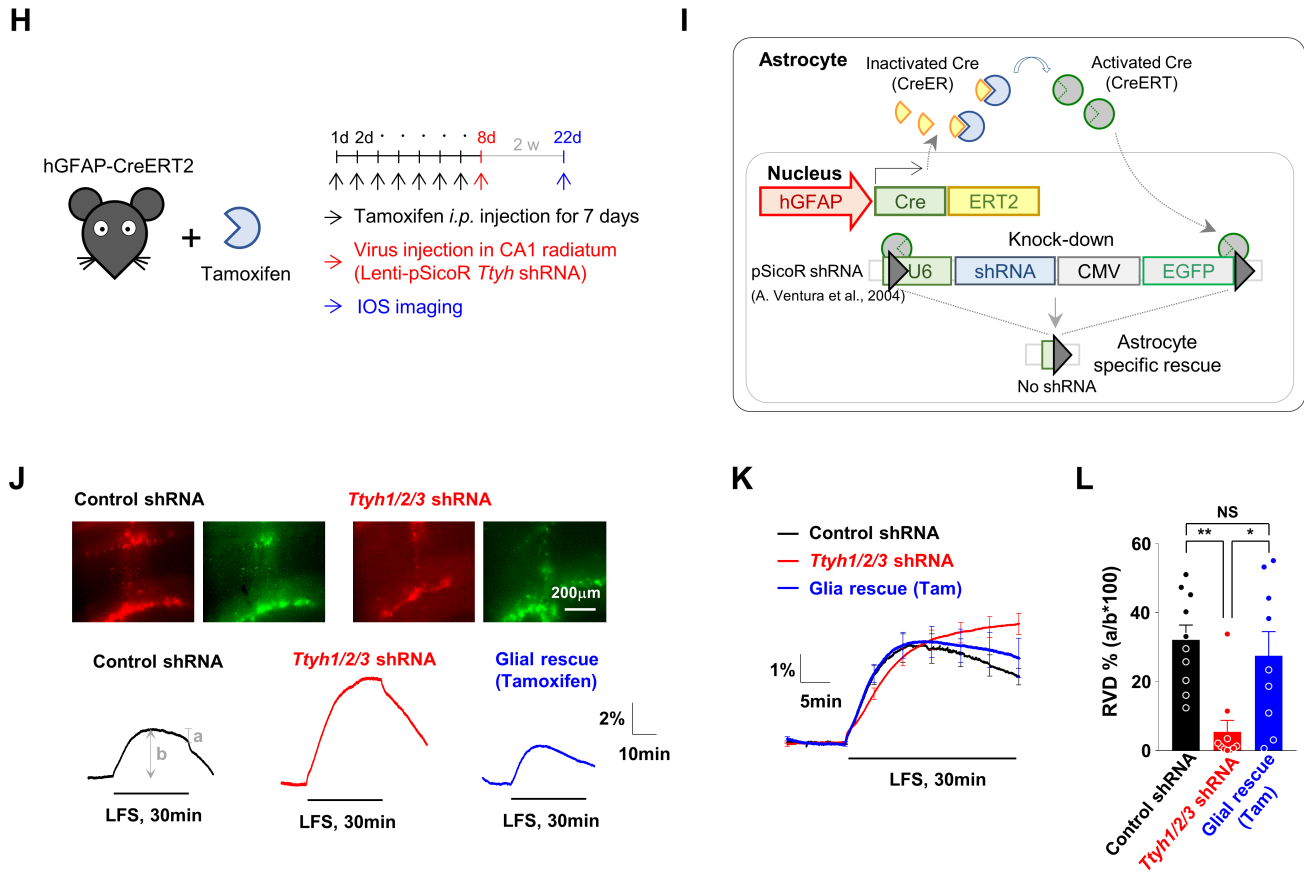 H
hGFAP-CreERT2
+
Tamoxifen
1d 2d · · · · · 8d 2 w 22d
Tamoxifen i.p. injection for 7 days
Virus injection in CA1 radiatum
(Lenti-pSicoR Ttyh shRNA)
IOS imaging
I
Astrocyte
Inactivated Cre
(CreER)
Activated Cre
(CreERT)
Nucleus
hGFAP Cre ERT2
Knock-down
pSicoR shRNA
(A. Ventura et al., 2004)
U6 shRNA CMV EGFP
Astrocyte
specific rescue
No shRNA
J
Control shRNA
Ttyh1/2/3 shRNA
200μm
Control shRNA
a
b
LFS, 30min
Ttyh1/2/3 shRNA
LFS, 30min
Glial rescue
(Tamoxifen)
2%
10min
LFS, 30min
K
Control shRNA
Ttyh1/2/3 shRNA
Glia rescue (Tam)
1%
5min
LFS, 30min
L
NS
** *
RVD % (a/b*100)
60
40
20
0
Control shRNA
Ttyh1/2/3 shRNA
Glial rescue
(Tam)